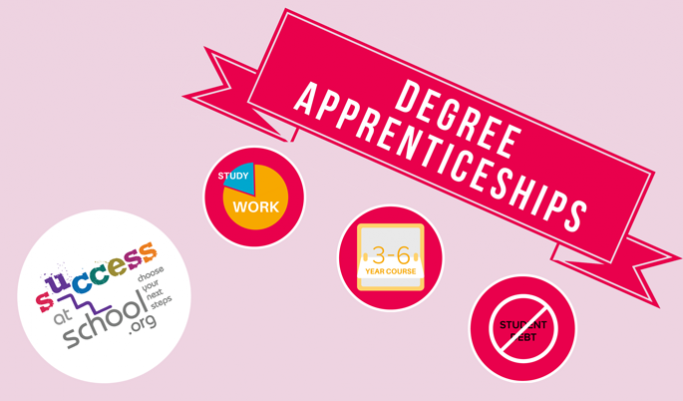 DEGREE
APPRENTICESHIPS
STUDY
WORK
3-6
YEAR COURSE
STUDENT
DEBT
success
at school
.org
choose
your
next
steps